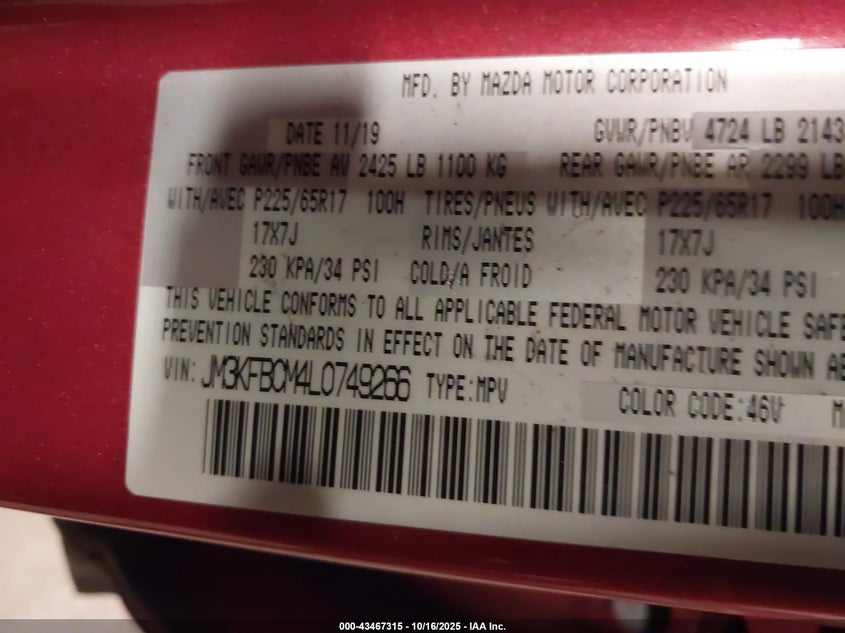 MFD. BY MAZDA MOTOR CORPORATION
DATE 11/19 GVWR/PNBV 4724 LB 2143
FRONT GAWR/PNBE AV 2425 LB 1100 KG REAR GAWR/PNBE AR 2299 LB
WITH/AVEC P225/65R17 100H TIRES/PNEUS WITH/AVEC P225/65R17 100H
17X7J RIMS/JANTES 17X7J
230 KPA/34 PSI COLD/A FROID 230 KPA/34 PSI
THIS VEHICLE CONFORMS TO ALL APPLICABLE FEDERAL MOTOR VEHICLE SAFE
PREVENTION STANDARDS IN EFFECT ON THE DATE OF MANUFACTURE SHOWN AB
VIN: JM3KFBCM4L0749266 TYPE:MPV COLOR CODE:46V M
000-43467315 - 10/16/2025 - IAA Inc.